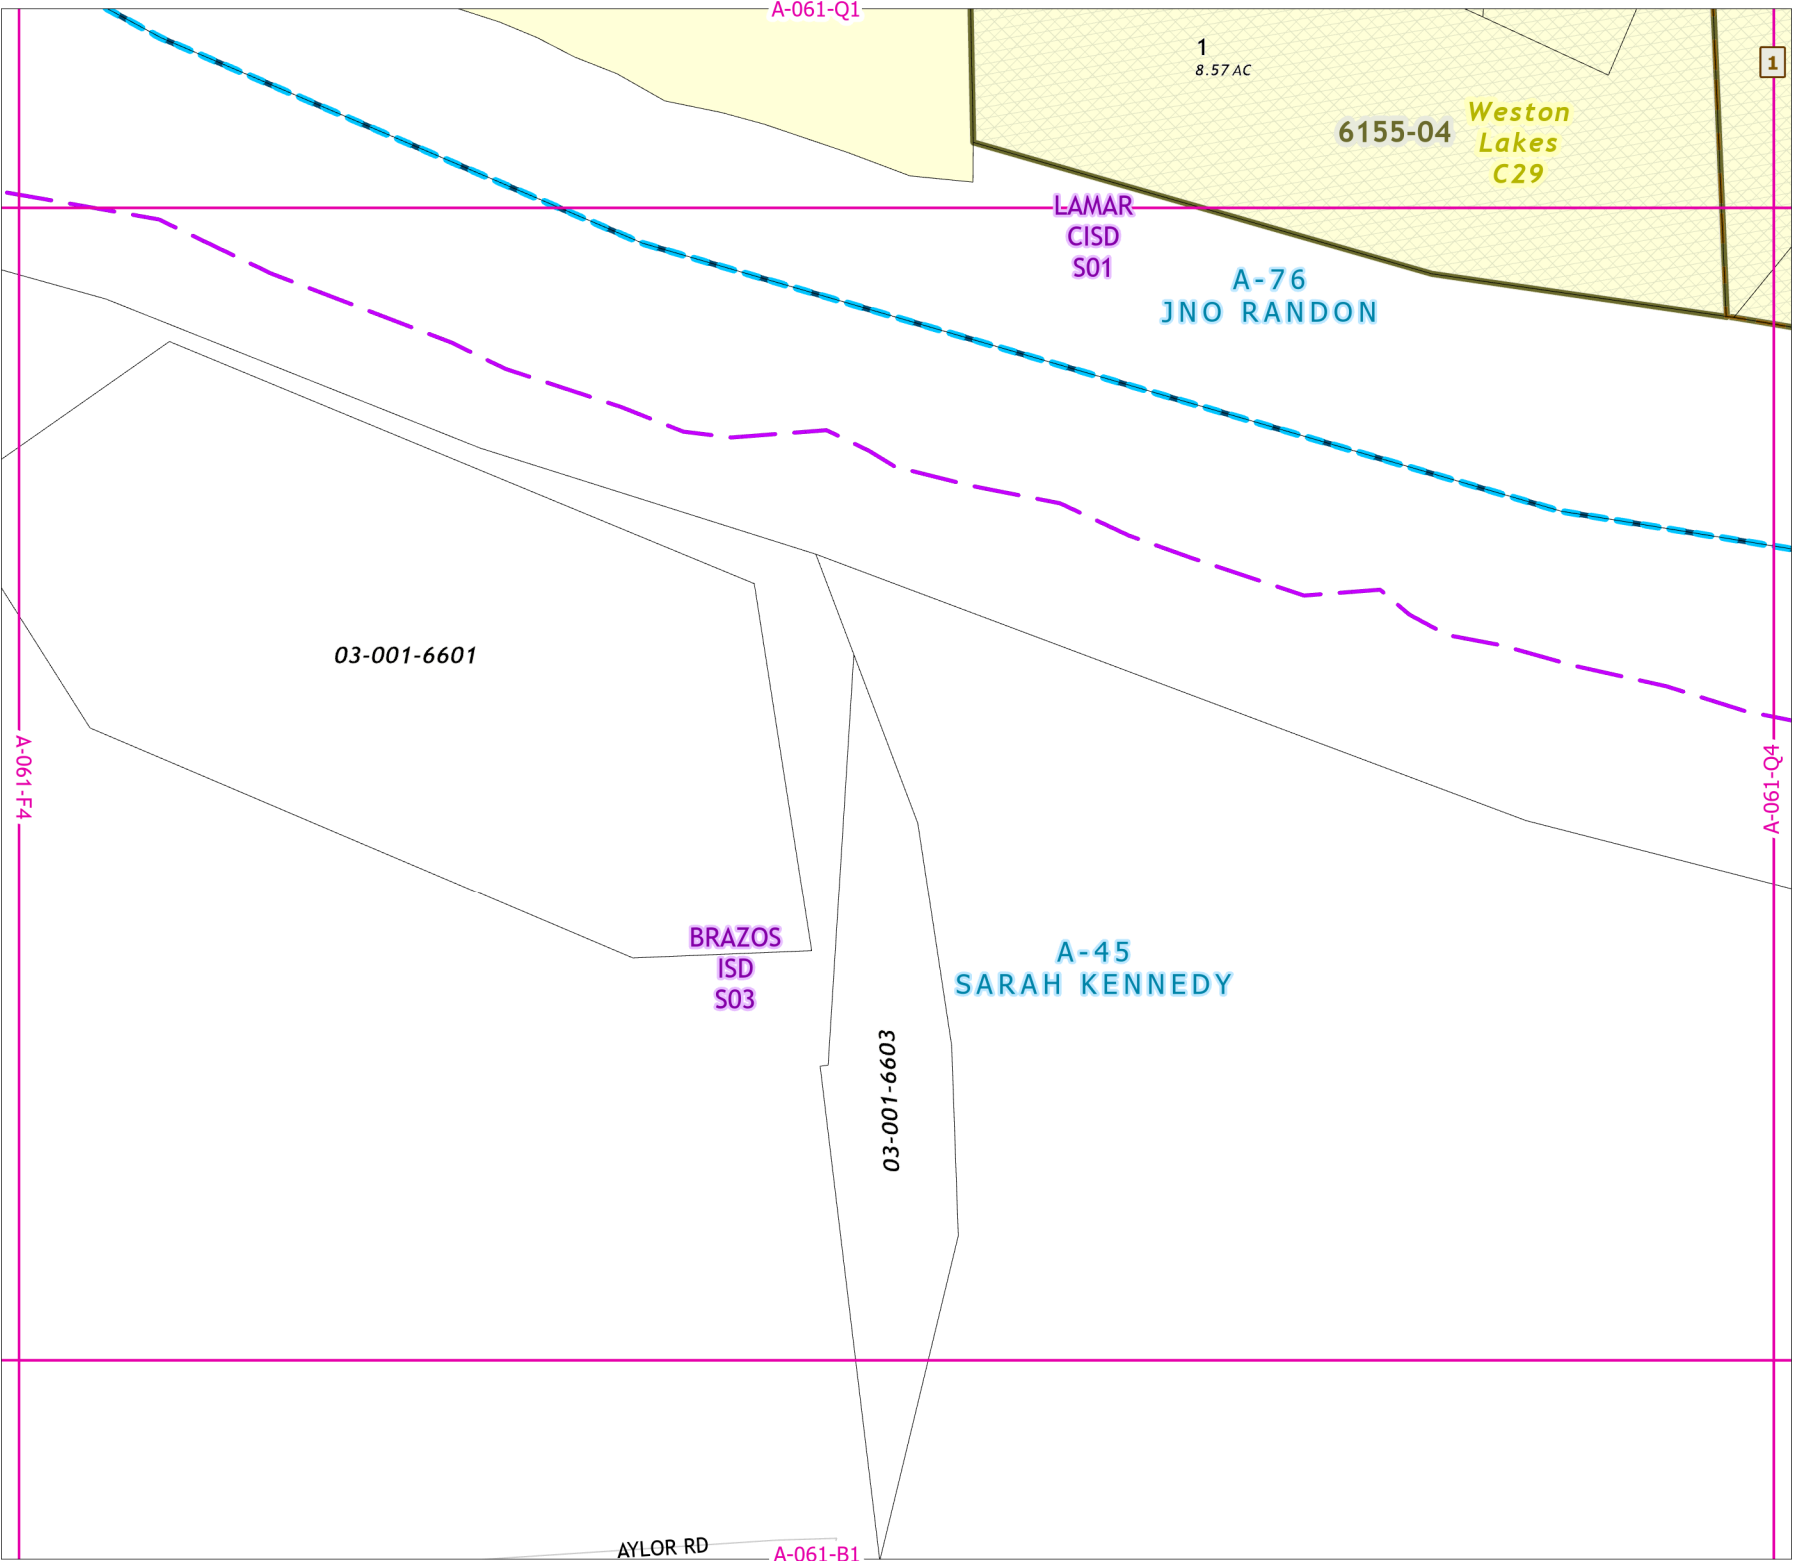 A-061-Q1
1
8.57 AC
1
6155-04
Weston
Lakes
C29
LAMAR
CISD
S01
A-76
JNO RANDON
03-001-6601
A-061-F4
A-061-Q4
BRAZOS
ISD
S03
A-45
SARAH KENNEDY
03-001-6603
AYLOR RD
A-061-B1